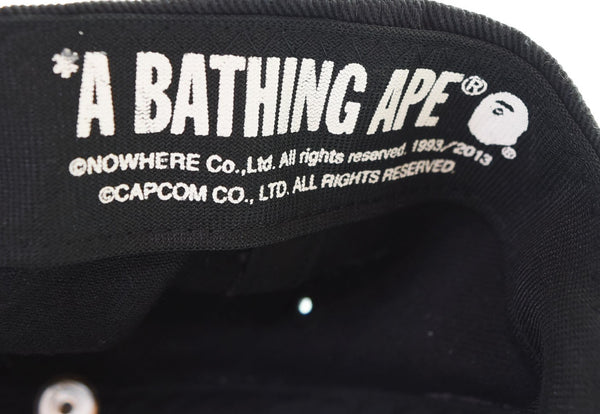 *A BATHING APE®
©NOWHERE Co., Ltd. All rights reserved. 1993/2013 ®
©CAPCOM CO., LTD. ALL RIGHTS RESERVED.